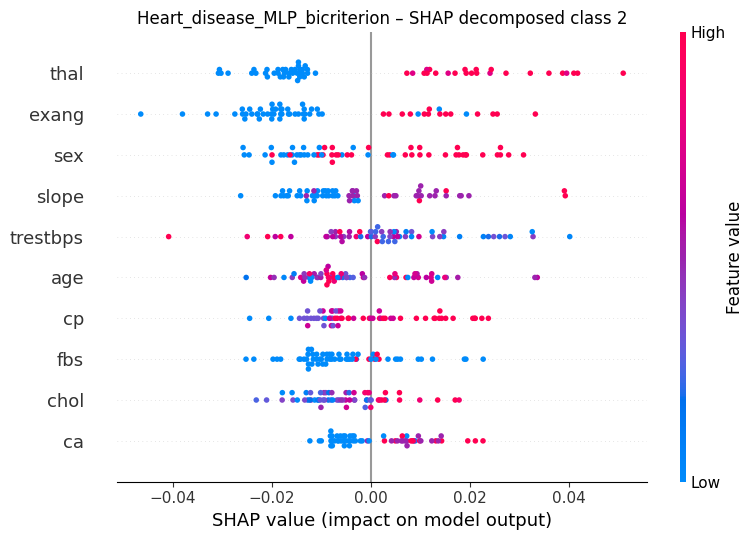 Heart_disease_MLP_bicriterion – SHAP decomposed class 2
High
thal
exang
sex
slope
trestbps
age
cp
fbs
chol
ca
Feature value
Low
−0.04 −0.02 0.00 0.02 0.04
SHAP value (impact on model output)